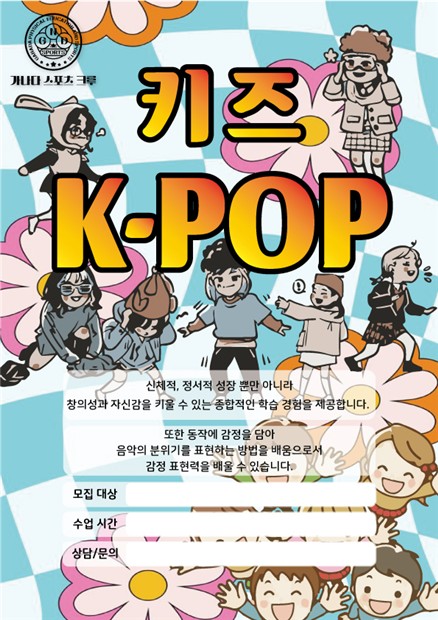 가나다 스포츠 크루
키즈
K-POP
신체적, 정서적 성장 뿐만 아니라
창의성과 자신감을 키울 수 있는 종합적인 학습 경험을 제공합니다.
또한 동작에 감정을 담아
음악의 분위기를 표현하는 방법을 배움으로서
감정 표현력을 배울 수 있습니다.
모집 대상
수업 시간
상담/문의